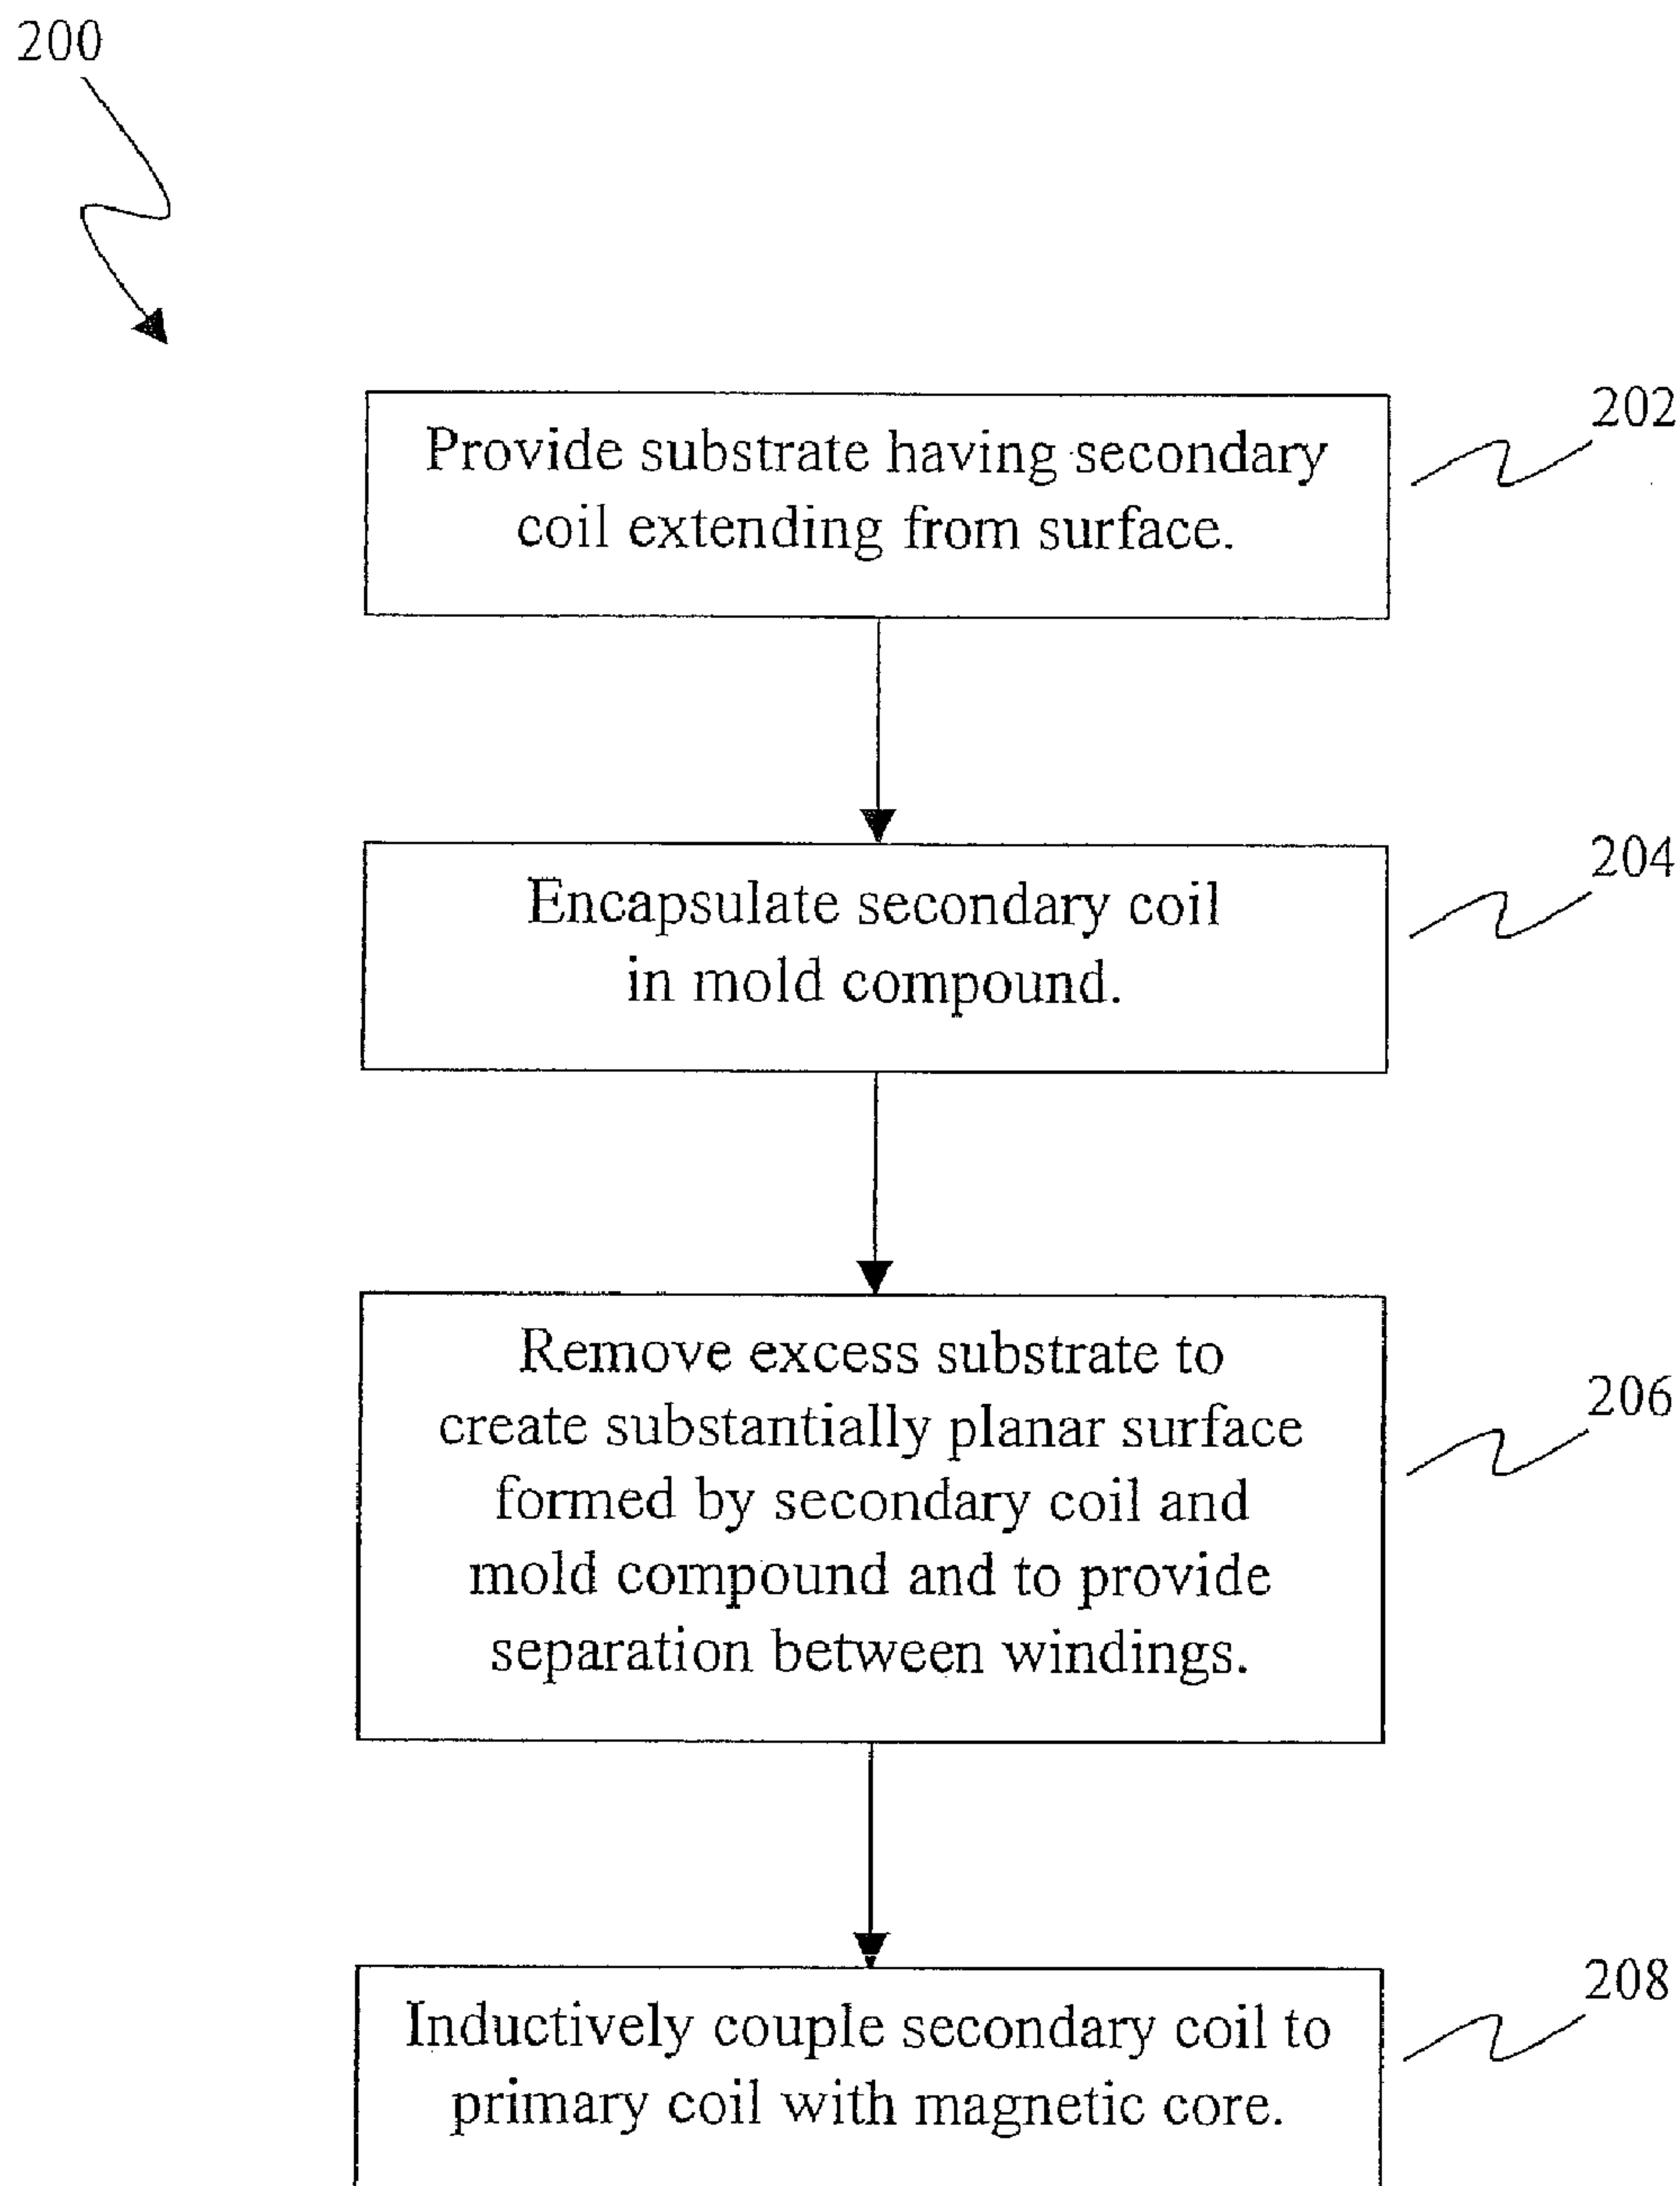 200
202
Provide substrate having secondary
coil extending from surface.
204
Encapsulate secondary coil
in mold compound.
206
Remove excess substrate to
create substantially planar surface
formed by secondary coil and
mold compound and to provide
separation between windings.
208
Inductively couple secondary coil to
primary coil with magnetic core.